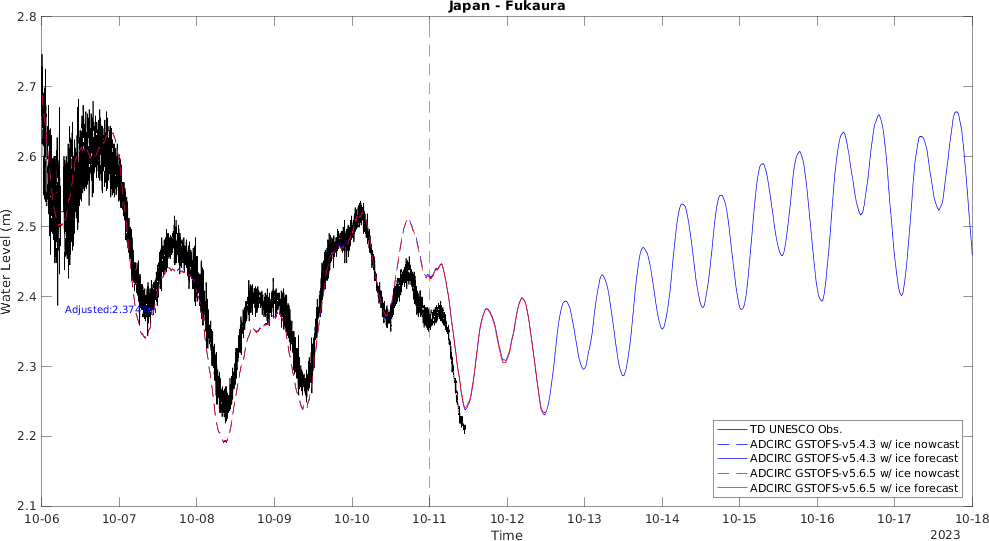 Japan - Fukaura
Water Level (m)
2.8
2.7
2.6
2.5
2.4
2.3
2.2
2.1
Adjusted:2.374
TD UNESCO Obs.
ADCIRC GSTOFS-v5.4.3 w/ ice nowcast
ADCIRC GSTOFS-v5.4.3 w/ ice forecast
ADCIRC GSTOFS-v5.6.5 w/ ice nowcast
ADCIRC GSTOFS-v5.6.5 w/ ice forecast
10-06 10-07 10-08 10-09 10-10 10-11 10-12 10-13 10-14 10-15 10-16 10-17 10-18
Time
2023